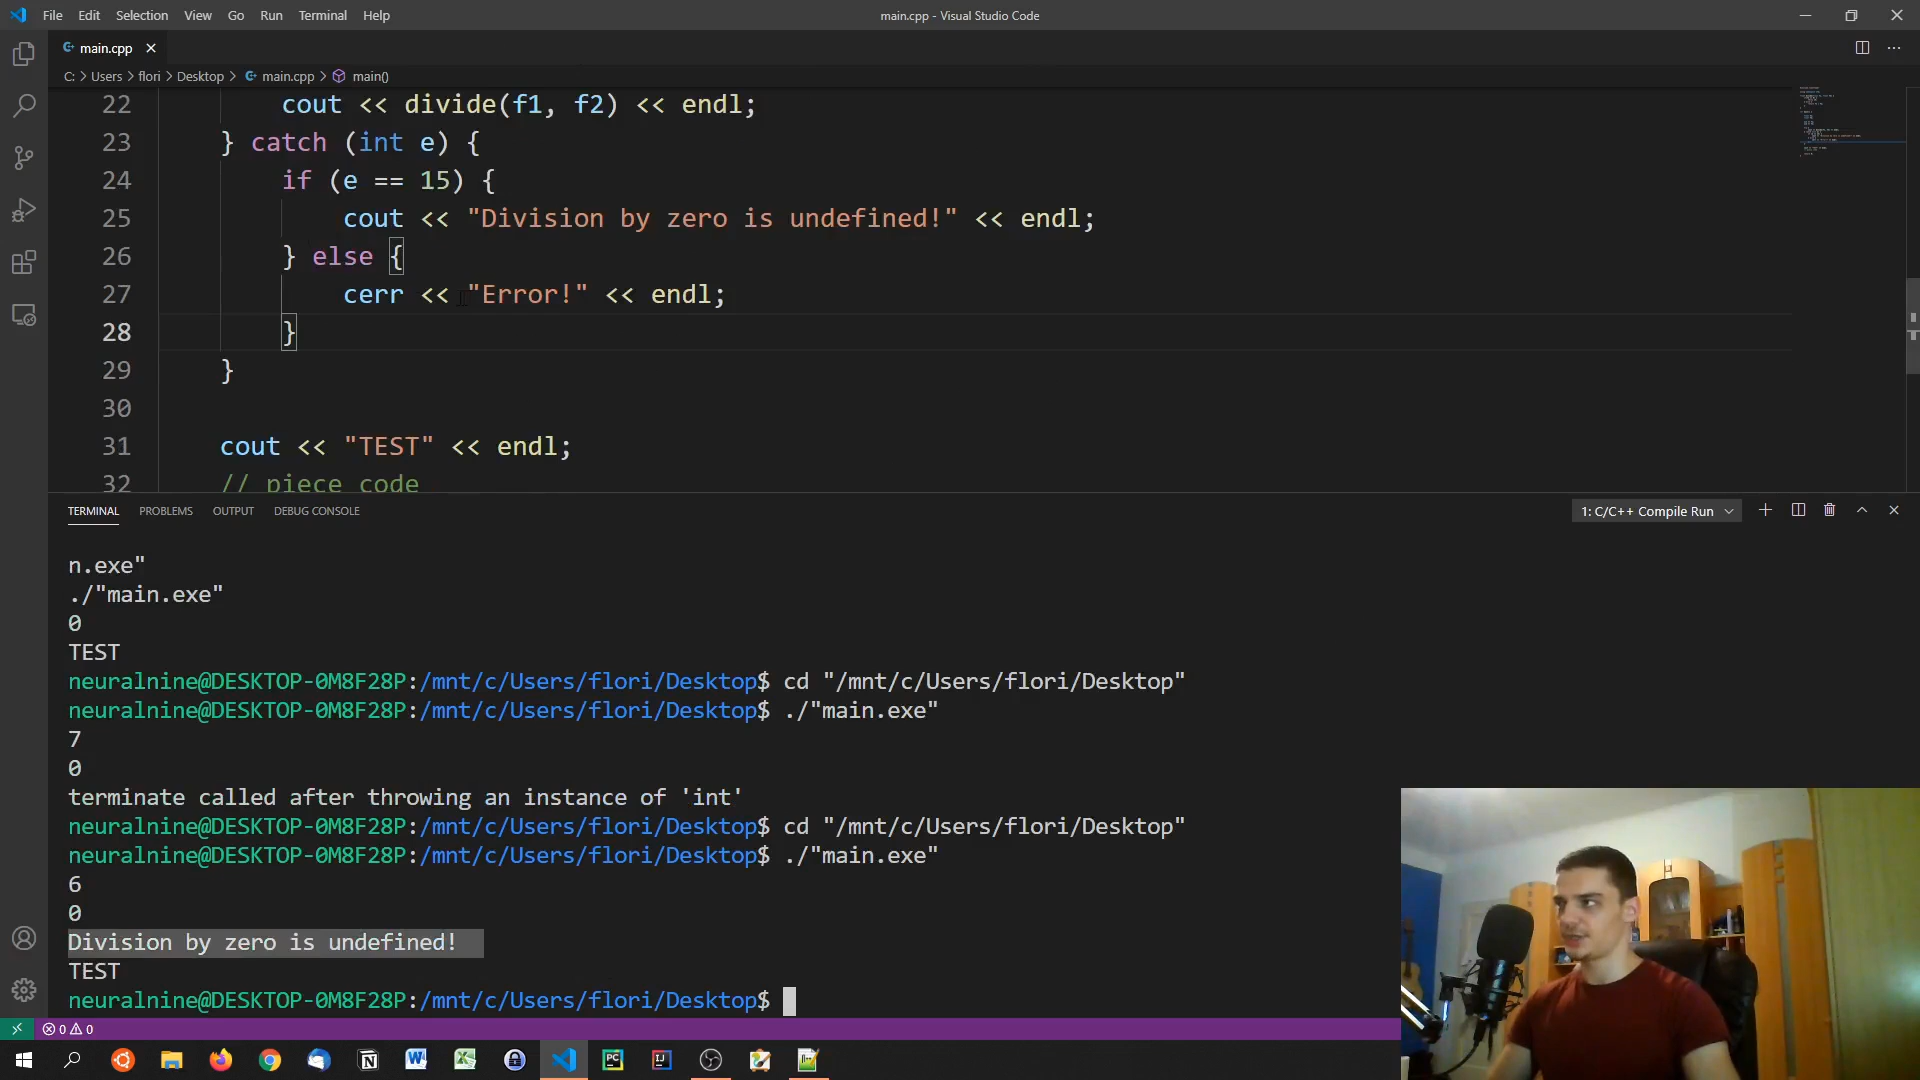 File Edit Selection View Go Run Terminal Help
main.cpp - Visual Studio Code
main.cpp
C: > Users > flori > Desktop > main.cpp > main()
22 cout << divide(f1, f2) << endl;
23 } catch (int e) {
24 if (e == 15) {
25 cout << "Division by zero is undefined!" << endl;
26 } else {
27 cerr << "Error!" << endl;
28 }
29 }
30
31 cout << "TEST" << endl;
32 // piece code
TERMINAL PROBLEMS OUTPUT DEBUG CONSOLE
1: C/C++ Compile Run
n.exe"
./"main.exe"
0
TEST
neuralnine@DESKTOP-0M8F28P:/mnt/c/Users/flori/Desktop$ cd "/mnt/c/Users/flori/Desktop"
neuralnine@DESKTOP-0M8F28P:/mnt/c/Users/flori/Desktop$ ./"main.exe"
7
0
terminate called after throwing an instance of 'int'
neuralnine@DESKTOP-0M8F28P:/mnt/c/Users/flori/Desktop$ cd "/mnt/c/Users/flori/Desktop"
neuralnine@DESKTOP-0M8F28P:/mnt/c/Users/flori/Desktop$ ./"main.exe"
6
0
Division by zero is undefined!
TEST
neuralnine@DESKTOP-0M8F28P:/mnt/c/Users/flori/Desktop$
0 0